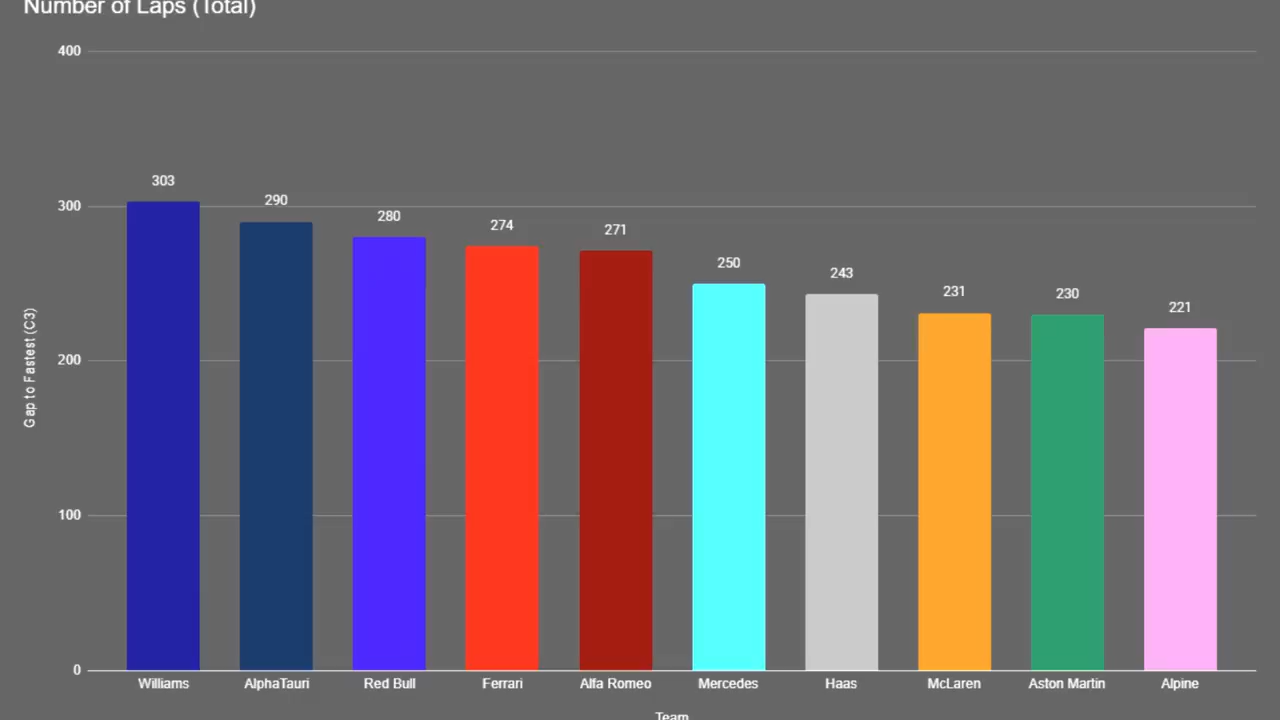 Number of Laps (Total)
400
300
200
100
0
Gap to Fastest (C3)
303
290
280
274
271
250
243
231
230
221
Williams
AlphaTauri
Red Bull
Ferrari
Alfa Romeo
Mercedes
Haas
McLaren
Aston Martin
Alpine
Team